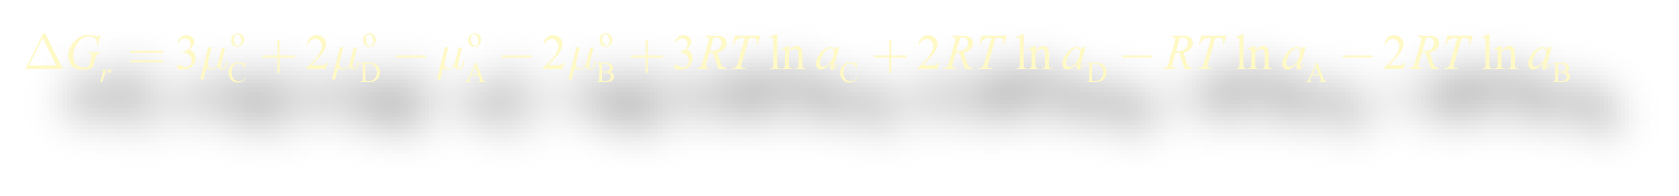 ΔG_r = 3μ°_C + 2μ°_D − μ°_A − 2μ°_B + 3RT ln a_C + 2RT ln a_D − RT ln a_A − 2RT ln a_B